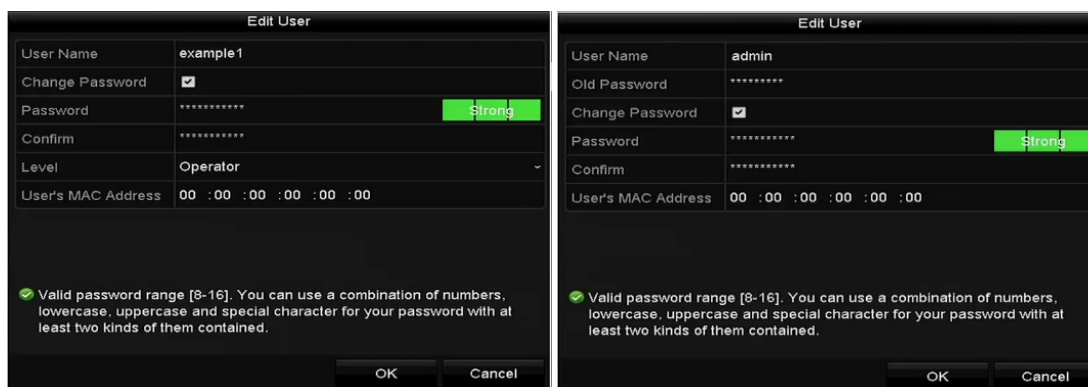 Edit User
User Name example1
Change Password
Password *********** Strong
Confirm ***********
Level Operator
User's MAC Address 00 :00 :00 :00 :00 :00
Valid password range [8-16]. You can use a combination of numbers,
lowercase, uppercase and special character for your password with at
least two kinds of them contained.
OK Cancel
Edit User
User Name admin
Old Password *********
Change Password
Password *********** Strong
Confirm ***********
User's MAC Address 00 :00 :00 :00 :00 :00
Valid password range [8-16]. You can use a combination of numbers,
lowercase, uppercase and special character for your password with at
least two kinds of them contained.
OK Cancel